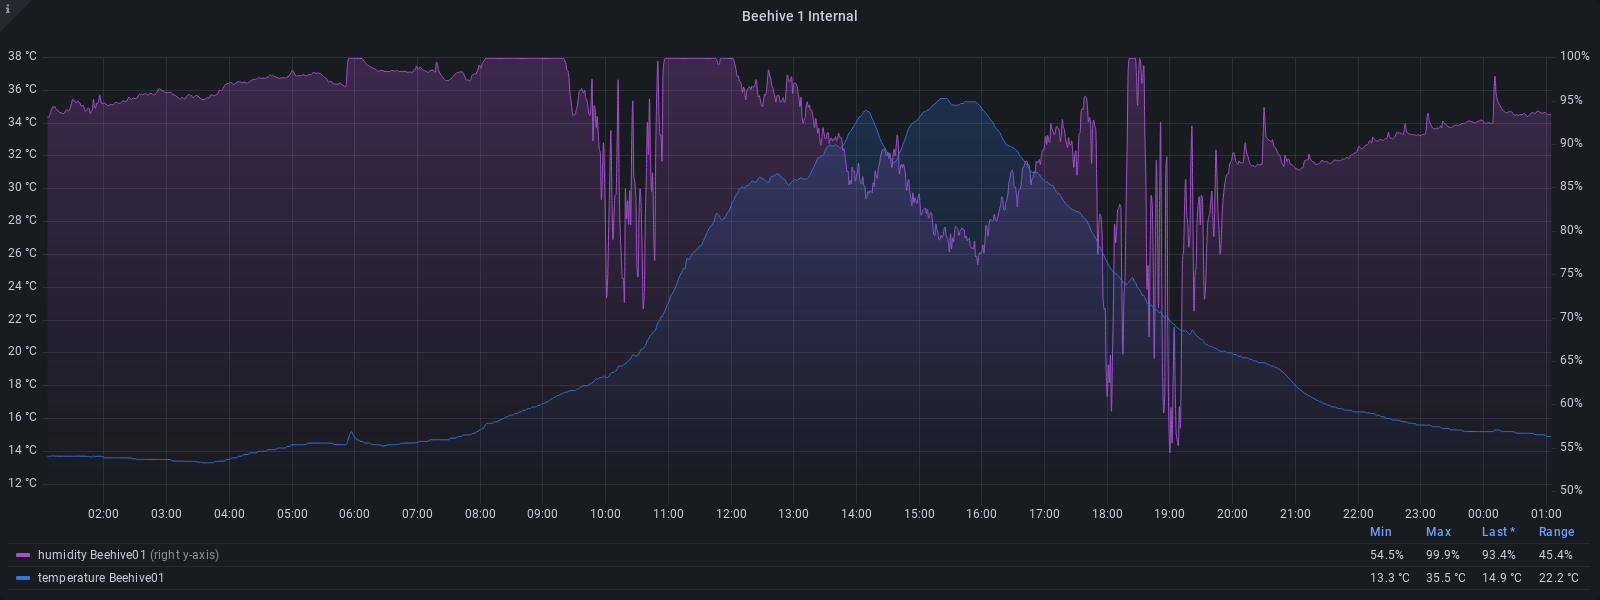 i
Beehive 1 Internal
38 °C
36 °C
34 °C
32 °C
30 °C
28 °C
26 °C
24 °C
22 °C
20 °C
18 °C
16 °C
14 °C
12 °C
100%
95%
90%
85%
80%
75%
70%
65%
60%
55%
50%
02:00 03:00 04:00 05:00 06:00 07:00 08:00 09:00 10:00 11:00 12:00 13:00 14:00 15:00 16:00 17:00 18:00 19:00 20:00 21:00 22:00 23:00 00:00 01:00
Min Max Last * Range
humidity Beehive01 (right y-axis) 54.5% 99.9% 93.4% 45.4%
temperature Beehive01 13.3 °C 35.5 °C 14.9 °C 22.2 °C